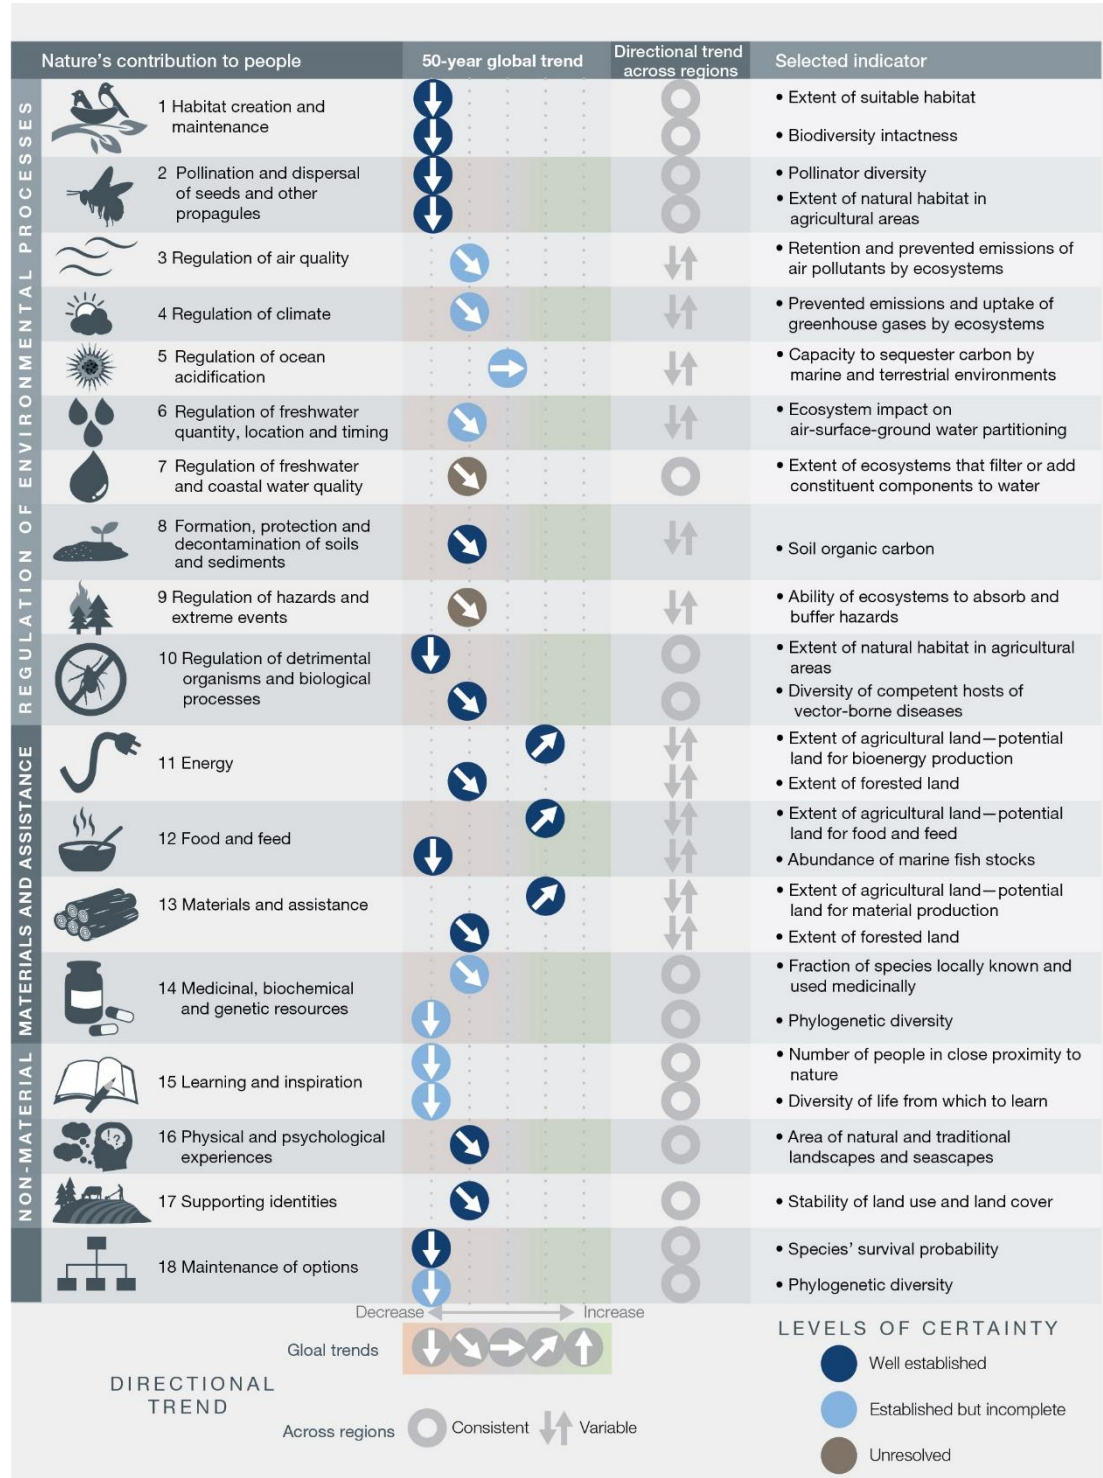 Nature's contribution to people
50-year global trend
Directional trend
across regions
Selected indicator
REGULATION OF ENVIRONMENTAL PROCESSES
1 Habitat creation and
maintenance
• Extent of suitable habitat
• Biodiversity intactness
2 Pollination and dispersal
of seeds and other
propagules
• Pollinator diversity
• Extent of natural habitat in
agricultural areas
3 Regulation of air quality
• Retention and prevented emissions of
air pollutants by ecosystems
4 Regulation of climate
• Prevented emissions and uptake of
greenhouse gases by ecosystems
5 Regulation of ocean
acidification
• Capacity to sequester carbon by
marine and terrestrial environments
6 Regulation of freshwater
quantity, location and timing
• Ecosystem impact on
air-surface-ground water partitioning
7 Regulation of freshwater
and coastal water quality
• Extent of ecosystems that filter or add
constituent components to water
8 Formation, protection and
decontamination of soils
and sediments
• Soil organic carbon
9 Regulation of hazards and
extreme events
• Ability of ecosystems to absorb and
buffer hazards
10 Regulation of detrimental
organisms and biological
processes
• Extent of natural habitat in agricultural
areas
• Diversity of competent hosts of
vector-borne diseases
MATERIALS AND ASSISTANCE
11 Energy
• Extent of agricultural land—potential
land for bioenergy production
• Extent of forested land
12 Food and feed
• Extent of agricultural land—potential
land for food and feed
• Abundance of marine fish stocks
13 Materials and assistance
• Extent of agricultural land—potential
land for material production
• Extent of forested land
14 Medicinal, biochemical
and genetic resources
• Fraction of species locally known and
used medicinally
• Phylogenetic diversity
NON-MATERIAL
15 Learning and inspiration
• Number of people in close proximity to
nature
• Diversity of life from which to learn
!?
16 Physical and psychological
experiences
• Area of natural and traditional
landscapes and seascapes
17 Supporting identities
• Stability of land use and land cover
18 Maintenance of options
• Species' survival probability
• Phylogenetic diversity
Decrease
Increase
Gloal trends
DIRECTIONAL
TREND
Across regions
Consistent
Variable
LEVELS OF CERTAINTY
Well established
Established but incomplete
Unresolved